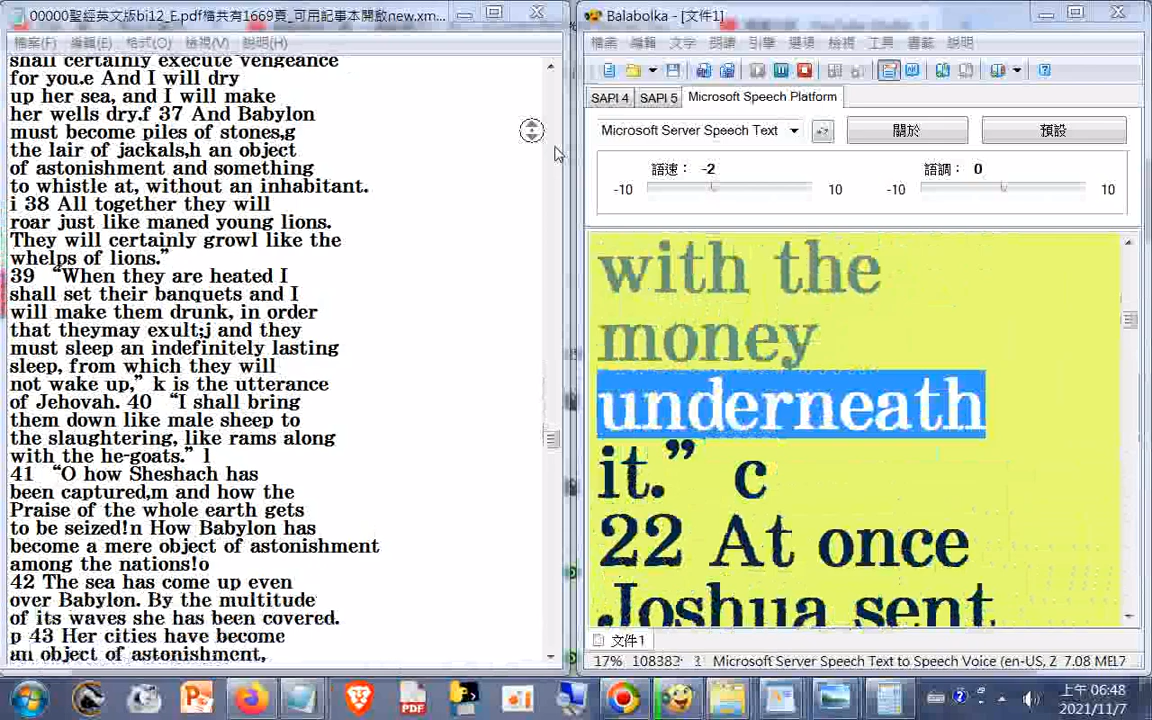 00000聖經英文版bi12_E.pdf檔共有1669頁_可用記事本開啟new.xm...
檔案(F) 編輯(E) 格式(O) 檢視(V) 說明(H)
shall certainly execute vengeance
for you.e And I will dry
up her sea, and I will make
her wells dry.f 37 And Babylon
must become piles of stones,g
the lair of jackals,h an object
of astonishment and something
to whistle at, without an inhabitant.
i 38 All together they will
roar just like maned young lions.
They will certainly growl like the
whelps of lions.”
39 “When they are heated I
shall set their banquets and I
will make them drunk, in order
that theymay exult;j and they
must sleep an indefinitely lasting
sleep, from which they will
not wake up,” k is the utterance
of Jehovah. 40 “I shall bring
them down like male sheep to
the slaughtering, like rams along
with the he-goats.” l
41 “O how Sheshach has
been captured,m and how the
Praise of the whole earth gets
to be seized!n How Babylon has
become a mere object of astonishment
among the nations!o
42 The sea has come up even
over Babylon. By the multitude
of its waves she has been covered.
p 43 Her cities have become
an object of astonishment,
Balabolka - [文件1]
檔案 編輯 文字 朗讀 引擎 選項 檢視 工具 書籤 說明
SAPI 4 SAPI 5 Microsoft Speech Platform
Microsoft Server Speech Text 關於 預設
語速： -2 語調： 0
-10 10 -10 10
with the
money
underneath
it.” c
22 At once
Joshua sent
文件1
17% Microsoft Server Speech Text to Speech Voice (en-US, 7.08 ME
PDF
上午 06:48
2021/11/7